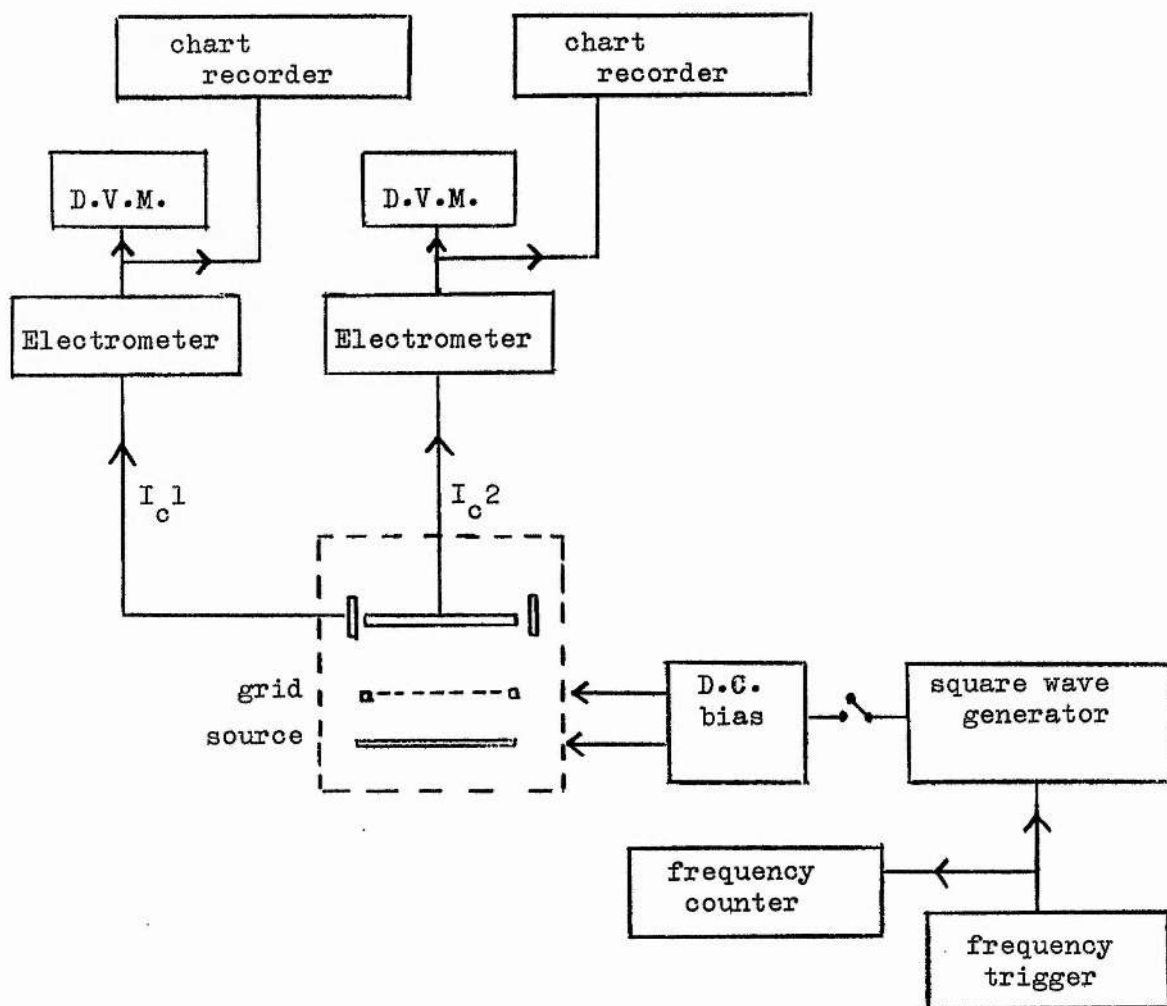 chart
recorder
chart
recorder
D.V.M.
D.V.M.
Electrometer
Electrometer
I_c1
I_c2
grid
source
D.C.
bias
square wave
generator
frequency
counter
frequency
trigger